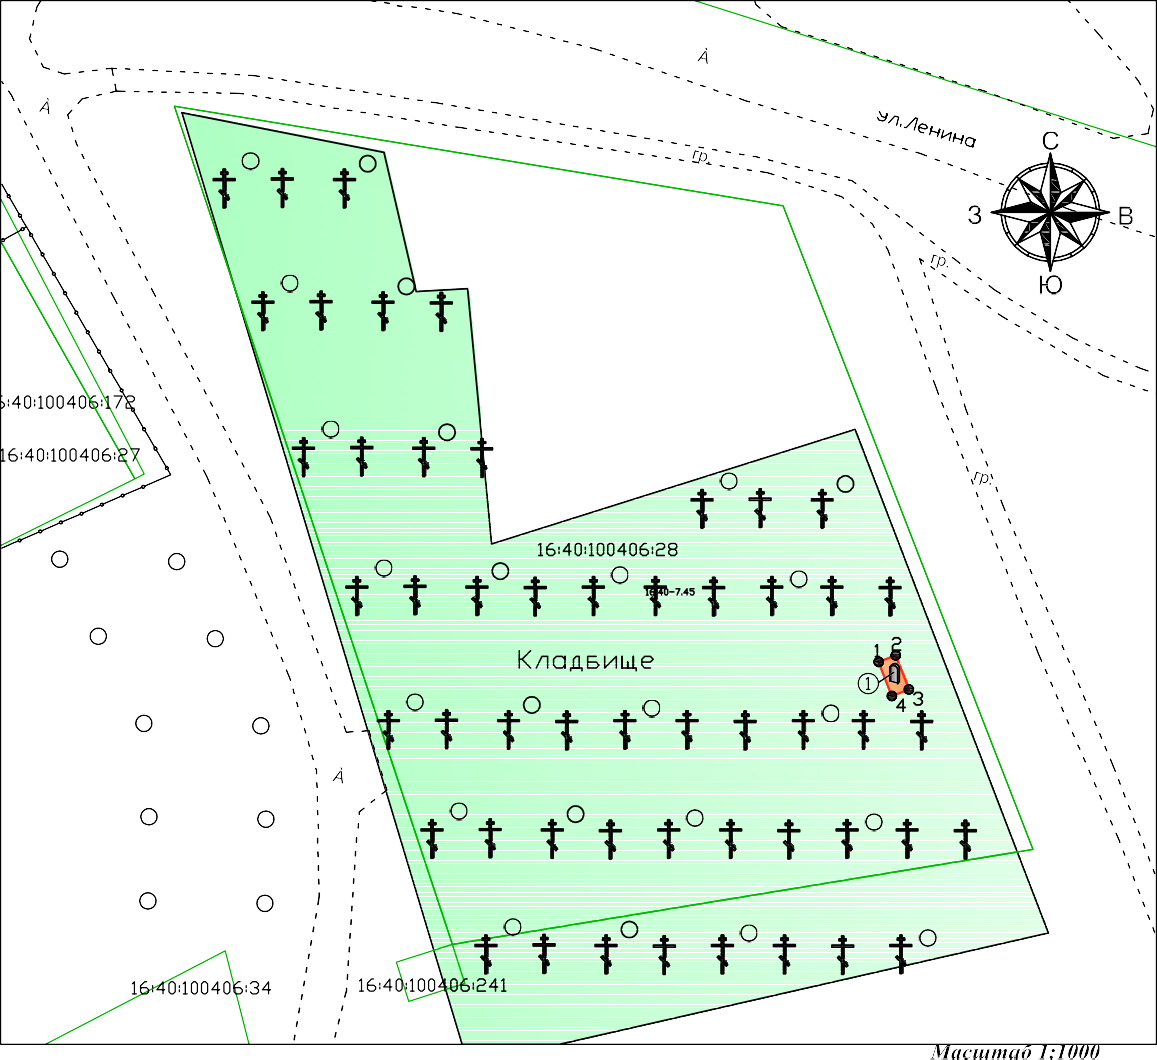 À
À
ул.Ленина
гр.
С
З
В
Ю
гр.
16:40:100406:172
16:40:100406:27
гр.
16:40:100406:28
16:40-7.45
Кладбище
1 2
1
3
4
À
16:40:100406:34
16:40:100406:241
Масштаб 1:1000